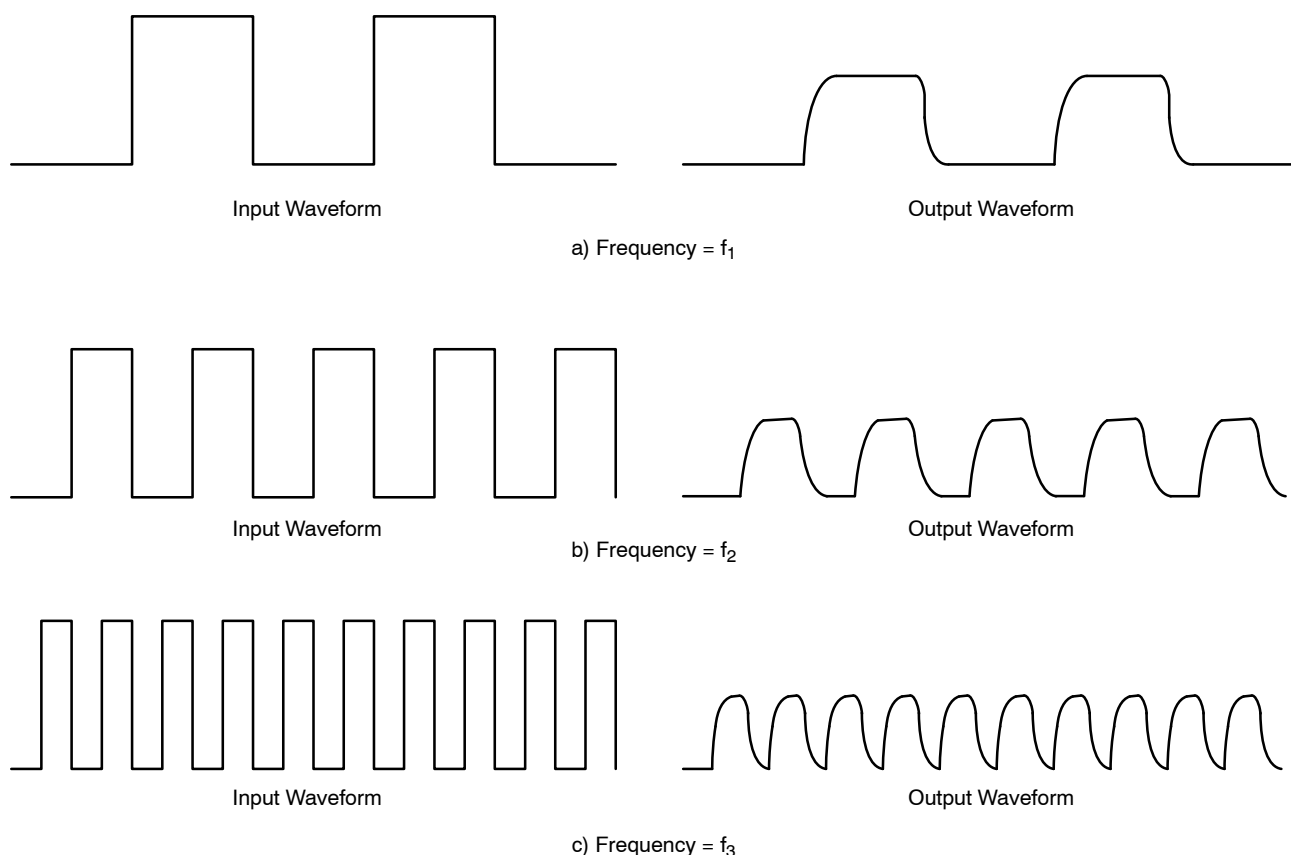 Input Waveform
Output Waveform
a) Frequency = f1
Input Waveform
Output Waveform
b) Frequency = f2
Input Waveform
Output Waveform
c) Frequency = f3